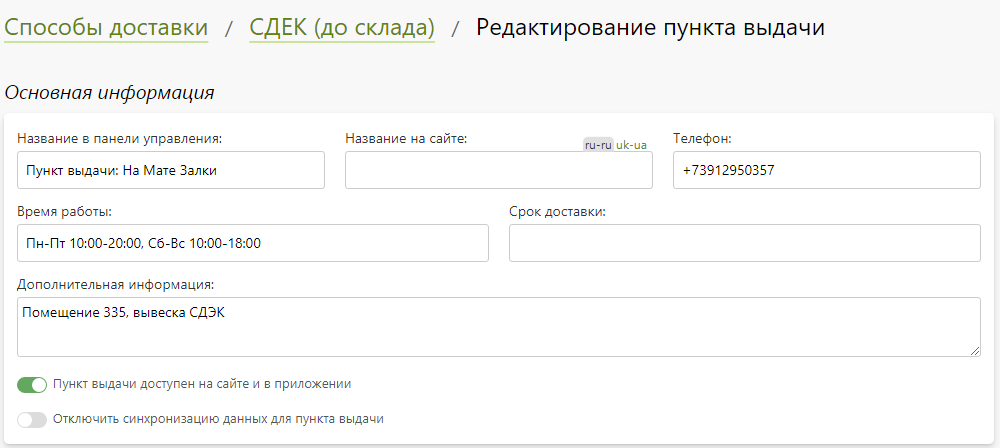 Способы доставки / СДЕК (до склада) / Редактирование пункта выдачи
Основная информация
Название в панели управления:
Пункт выдачи: На Мате Залки
Название на сайте:
ru-ru uk-ua
Телефон:
+73912950357
Время работы:
Пн-Пт 10:00-20:00, Сб-Вс 10:00-18:00
Срок доставки:
Дополнительная информация:
Помещение 335, вывеска СДЭК
Пункт выдачи доступен на сайте и в приложении
Отключить синхронизацию данных для пункта выдачи